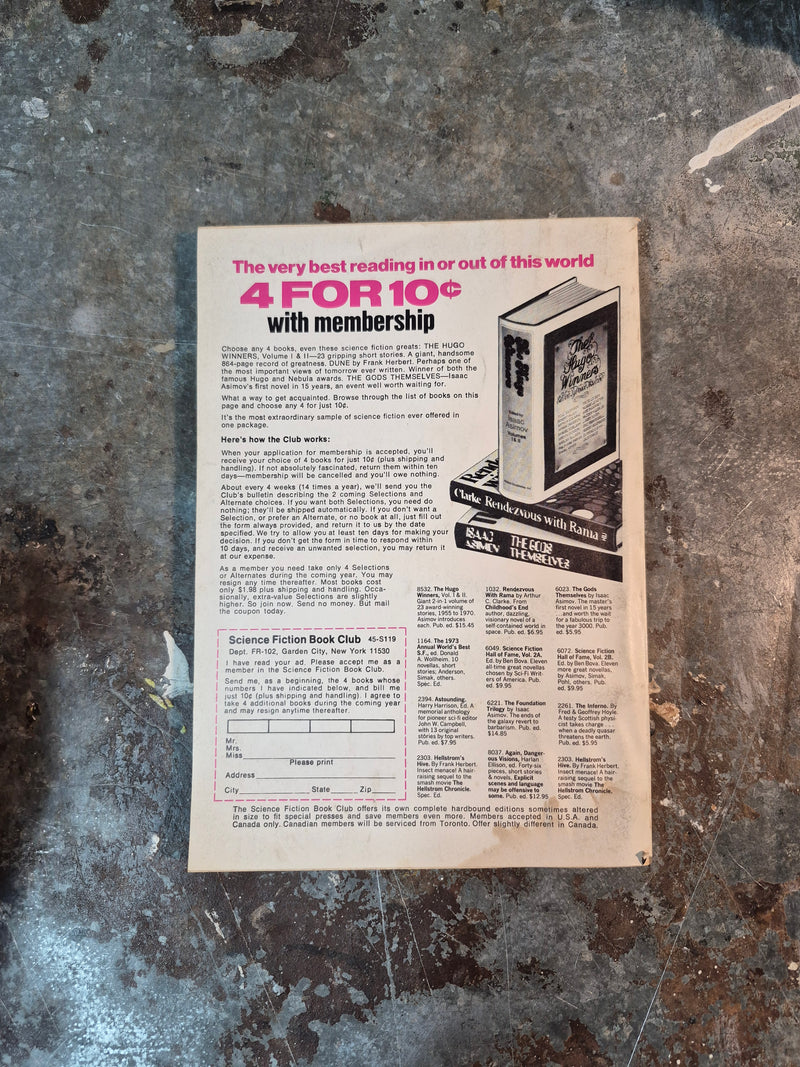 The very best reading in or out of this world
4 FOR 10¢
with membership
Choose any 4 books, even these science fiction greats: THE HUGO
WINNERS, Volume I & II—23 gripping short stories. A giant, handsome
864-page record of greatness. DUNE by Frank Herbert. Perhaps one of
the most important views of tomorrow ever written. Winner of both the
famous Hugo and Nebula awards. THE GODS THEMSELVES—Isaac
Asimov's first novel in 15 years, an event well worth waiting for.
What a way to get acquainted. Browse through the list of books on this
page and choose any 4 for just 10¢.
It's the most extraordinary sample of science fiction ever offered in
one package.
Here's how the Club works:
When your application for membership is accepted, you'll
receive your choice of 4 books for just 10¢ (plus shipping and
handling). If not absolutely fascinated, return them within ten
days—membership will be cancelled and you'll owe nothing.
About every 4 weeks (14 times a year), we'll send you the
Club's bulletin describing the 2 coming Selections and
Alternate choices. If you want both Selections, you need do
nothing; they'll be shipped automatically. If you don't want a
Selection, or prefer an Alternate, or no book at all, just fill out
the form always provided, and return it to us by the date
specified. We try to allow you at least ten days for making your
decision. If you don't get the form in time to respond within
10 days, and receive an unwanted selection, you may return it
at our expense.
As a member you need take only 4 Selections
or Alternates during the coming year. You may
resign any time thereafter. Most books cost
only $1.98 plus shipping and handling. Occa-
sionally, extra-value Selections are slightly
higher. So join now. Send no money. But mail
the coupon today.
The Hugo Winners
Edited by
Isaac
Asimov
Volumes
I & II
The
Hugo
Winners
Clarke Rendezvous with Rama
ISAAC
ASIMOV
THE GODS
THEMSELVES
Science Fiction Book Club 45-S119
Dept. FR-102, Garden City, New York 11530
I have read your ad. Please accept me as a
member in the Science Fiction Book Club.
Send me, as a beginning, the 4 books whose
numbers I have indicated below, and bill me
just 10¢ (plus shipping and handling). I agree to
take 4 additional books during the coming year
and may resign anytime thereafter.
Mr.
Mrs.
Miss
Please print
Address
City State Zip
8532. The Hugo
Winners, Vol. I & II.
Giant 2-in-1 volume of
23 award-winning
stories, 1955 to 1970.
Asimov introduces
each. Pub. ed. $15.45
1164. The 1973
Annual World's Best
S.F., ed. Donald
A. Wollheim. 10
novellas, short
stories; Anderson,
Simak, others.
Spec. Ed.
2394. Astounding,
Harry Harrison, Ed. A
memorial anthology
for pioneer sci-fi editor
John W. Campbell,
with 13 original
stories by top writers.
Pub. ed. $7.95
2303. Hellstrom's
Hive. By Frank Herbert.
Insect menace! A hair-
raising sequel to the
smash movie The
Hellstrom Chronicle.
Spec. Ed.
1032. Rendezvous
With Rama by Arthur
C. Clarke. From
Childhood's End
author, dazzling,
visionary novel of a
self-contained world in
space. Pub. ed. $6.95
6049. Science Fiction
Hall of Fame, Vol. 2A.
Ed. by Ben Bova. Eleven
all-time great novellas
chosen by Sci-Fi Writ-
ers of America. Pub.
ed. $9.95
6221. The Foundation
Trilogy by Isaac
Asimov. The ends of
the galaxy revert to
barbarism. Pub. ed.
$14.85
8037. Again, Danger-
ous Visions, Harlan
Ellison, ed. Forty-six
pieces, short stories
& novels. Explicit
scenes and language
may be offensive to
some. Pub. ed. $12.95
6023. The Gods
Themselves by Isaac
Asimov. The master's
first novel in 15 years
. . . and worth the wait
for a fabulous trip to
the year 3000. Pub.
ed. $5.95
6072. Science Fiction
Hall of Fame, Vol. 2B.
Ed. by Ben Bova. Eleven
more great novellas
by Asimov, Simak,
Pohl, others. Pub.
ed. $9.95
2261. The Inferno. By
Fred & Geoffrey Hoyle.
A testy Scottish physi-
cist takes charge . . .
when a deadly quasar
threatens the earth.
Pub. ed. $5.95
2303. Hellstrom's
Hive. By Frank Herbert.
Insect menace! A hair-
raising sequel to the
smash movie The
Hellstrom Chronicle.
Spec. Ed.
The Science Fiction Book Club offers its own complete hardbound editions sometimes altered
in size to fit special presses and save members even more. Members accepted in U.S.A. and
Canada only. Canadian members will be serviced from Toronto. Offer slightly different in Canada.